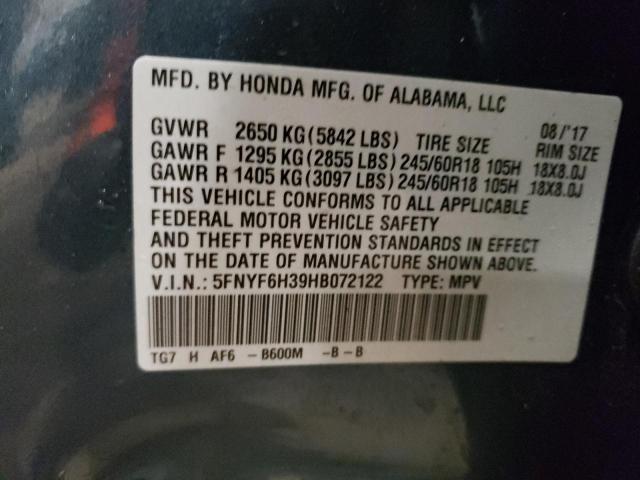 MFD. BY HONDA MFG. OF ALABAMA, LLC
08/'17
GVWR 2650 KG(5842 LBS) TIRE SIZE RIM SIZE
GAWR F 1295 KG(2855 LBS)245/60R18 105H 18X8.0J
GAWR R 1405 KG(3097 LBS)245/60R18 105H 18X8.0J
THIS VEHICLE CONFORMS TO ALL APPLICABLE
FEDERAL MOTOR VEHICLE SAFETY
AND THEFT PREVENTION STANDARDS IN EFFECT
ON THE DATE OF MANUFACTURE SHOWN ABOVE.
V.I.N.: 5FNYF6H39HB072122 TYPE: MPV
TG7 H AF6 - B600M -B-B